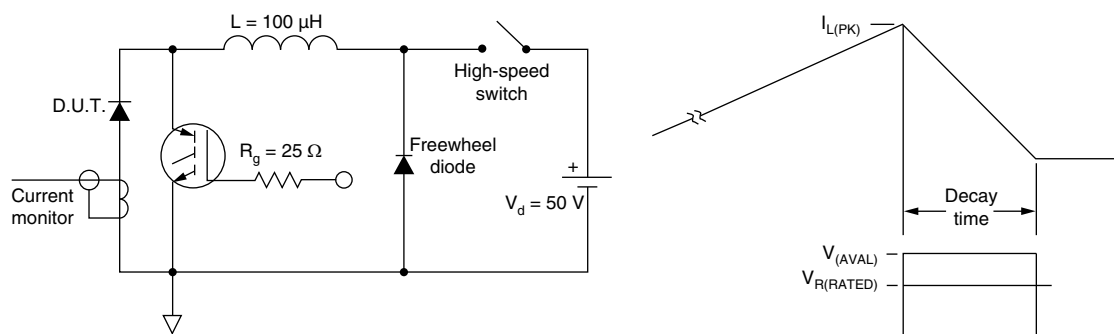 L = 100 μH
I_L(PK)
High-speed
switch
D.U.T.
R_g = 25 Ω
Freewheel
diode
Current
monitor
+
V_d = 50 V
Decay
time
V_(AVAL)
V_R(RATED)